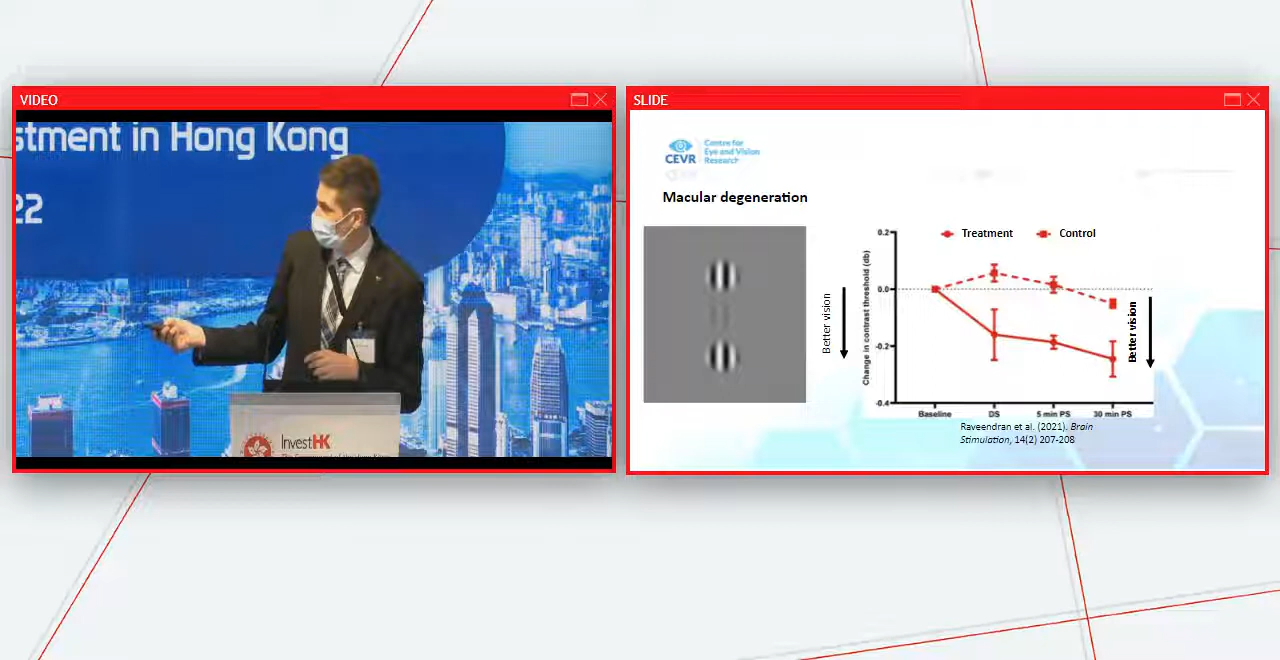 VIDEO
stment in Hong Kong
22
InvestHK
SLIDE
CEVR
Centre for
Eye and Vision
Research
Macular degeneration
Treatment
Control
0.2
0.0
-0.2
-0.4
Change in contrast threshold (db)
Better vision
Better vision
Baseline
DS
5 min PS
30 min PS
Raveendran et al. (2021). Brain
Stimulation, 14(2) 207-208